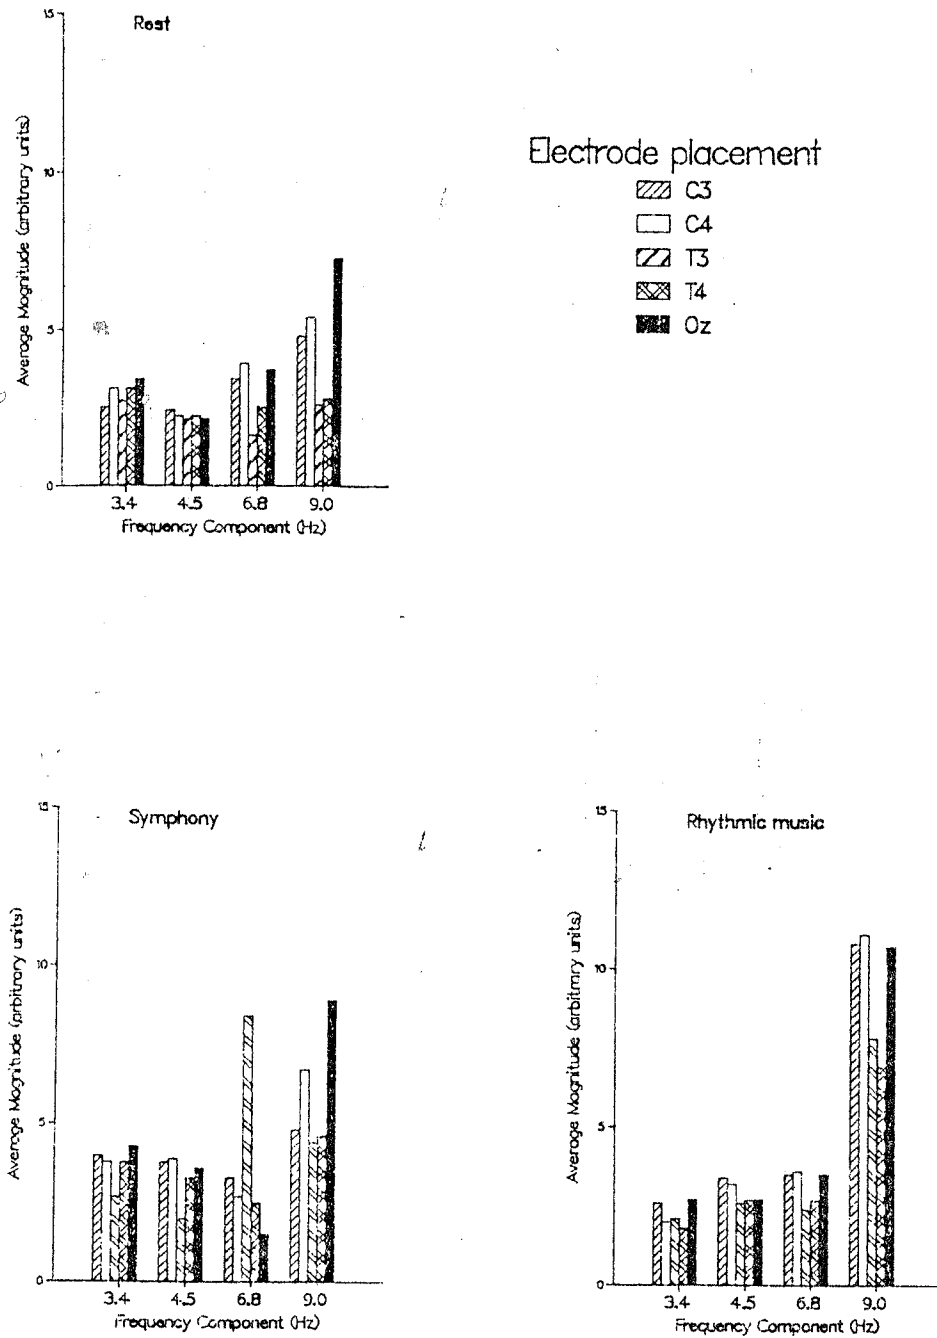 Rest
15
10
5
0
Average Magnitude (arbitrary units)
3.4 4.5 6.8 9.0
Frequency Component (Hz)
Electrode placement
C3
C4
T3
T4
Oz
Symphony
15
10
5
0
Average Magnitude (arbitrary units)
3.4 4.5 6.8 9.0
Frequency Component (Hz)
Rhythmic music
15
10
5
0
Average Magnitude (arbitrary units)
3.4 4.5 6.8 9.0
Frequency Component (Hz)